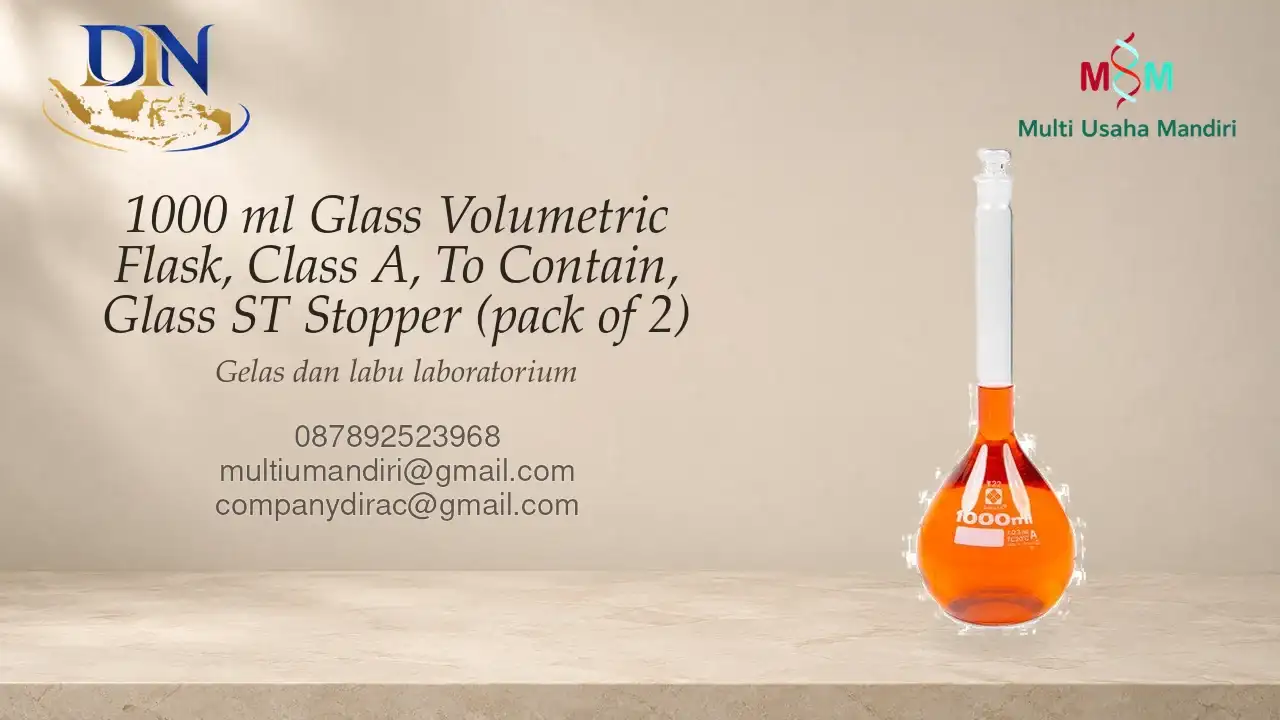 DIN
MSM
Multi Usaha Mandiri
1000 ml Glass Volumetric
Flask, Class A, To Contain,
Glass ST Stopper (pack of 2)
Gelas dan labu laboratorium
087892523968
multiumandiri@gmail.com
companydirac@gmail.com
1000ml
A